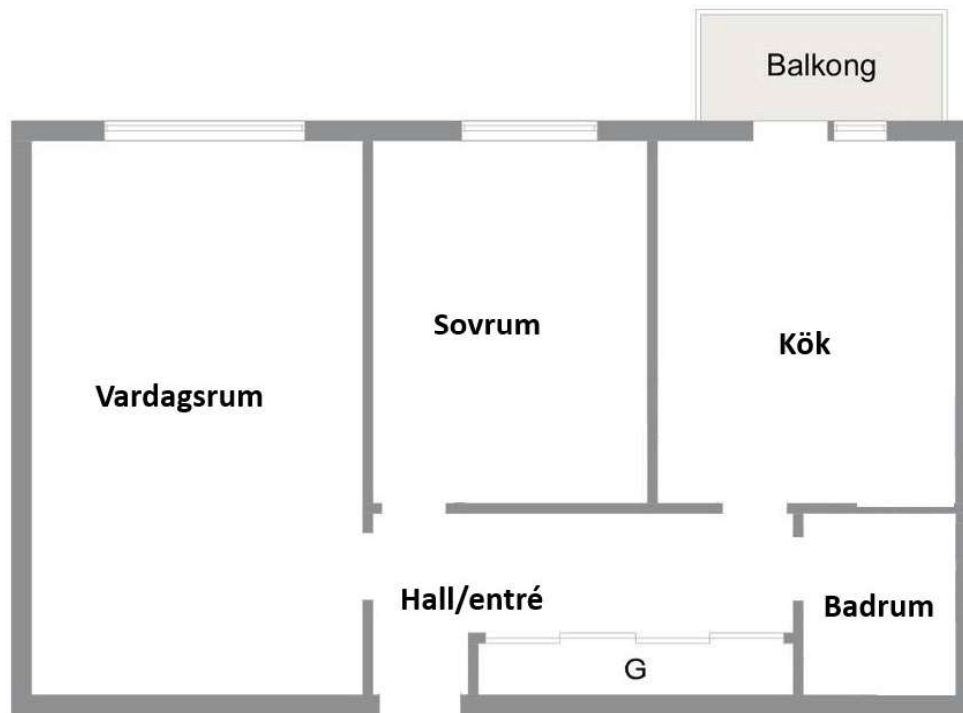 Balkong
Sovrum
Kök
Vardagsrum
Hall/entré
Badrum
G